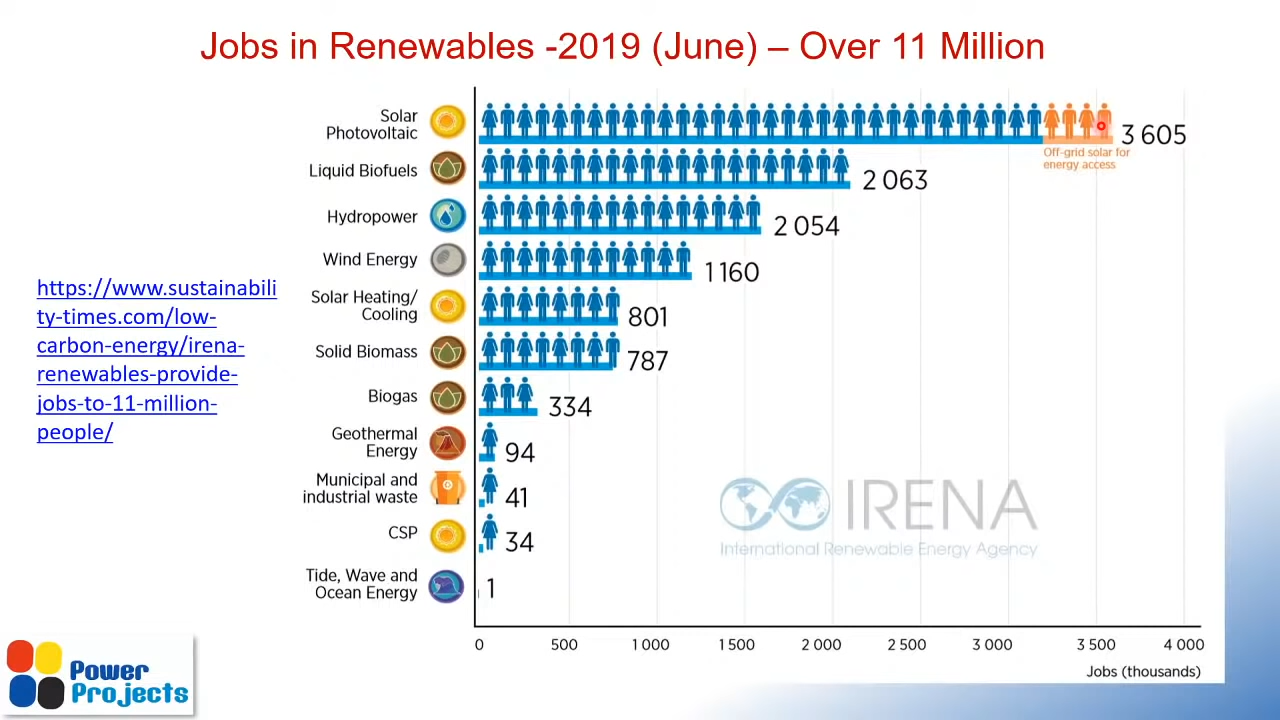 Jobs in Renewables -2019 (June) – Over 11 Million
Solar
Photovoltaic
3 605
Off-grid solar for
energy access
Liquid Biofuels
2 063
Hydropower
2 054
Wind Energy
1 160
Solar Heating/
Cooling
801
Solid Biomass
787
Biogas
334
Geothermal
Energy
94
Municipal and
industrial waste
41
CSP
34
Tide, Wave and
Ocean Energy
1
https://www.sustainabili
ty-times.com/low-
carbon-energy/irena-
renewables-provide-
jobs-to-11-million-
people/
IRENA
International Renewable Energy Agency
0 500 1 000 1 500 2 000 2 500 3 000 3 500 4 000
Jobs (thousands)
Power
Projects